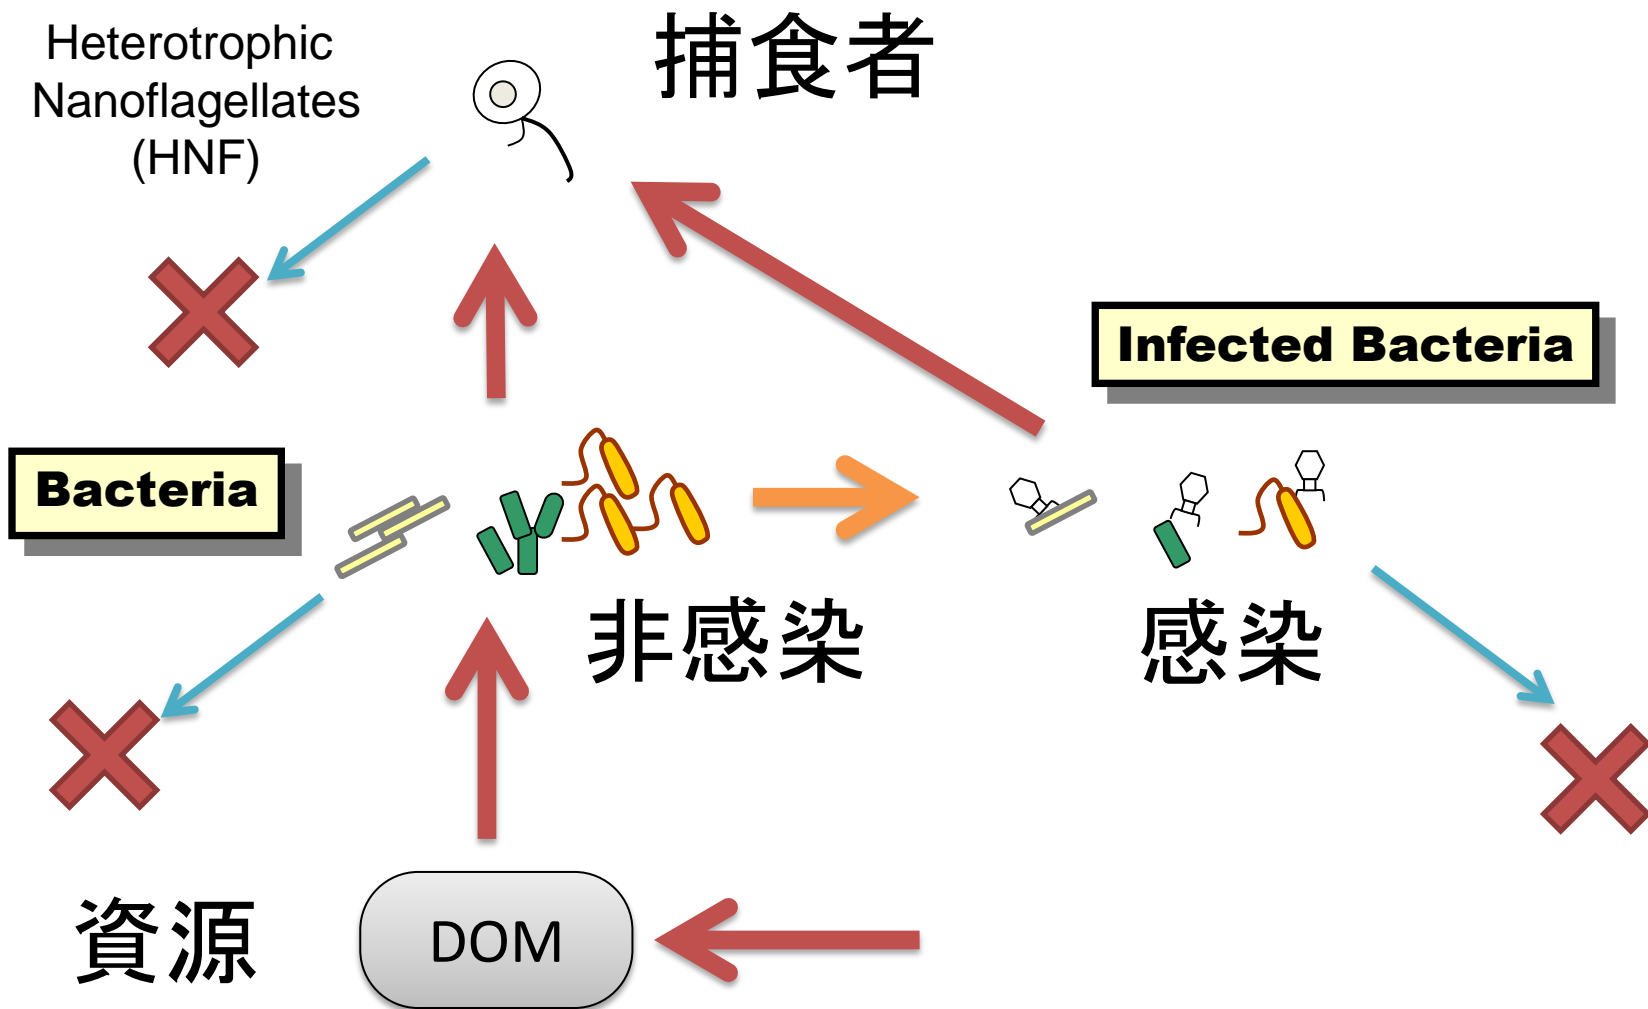 Heterotrophic
Nanoflagellates
(HNF)
捕食者
Infected Bacteria
Bacteria
非感染
感染
資源
DOM